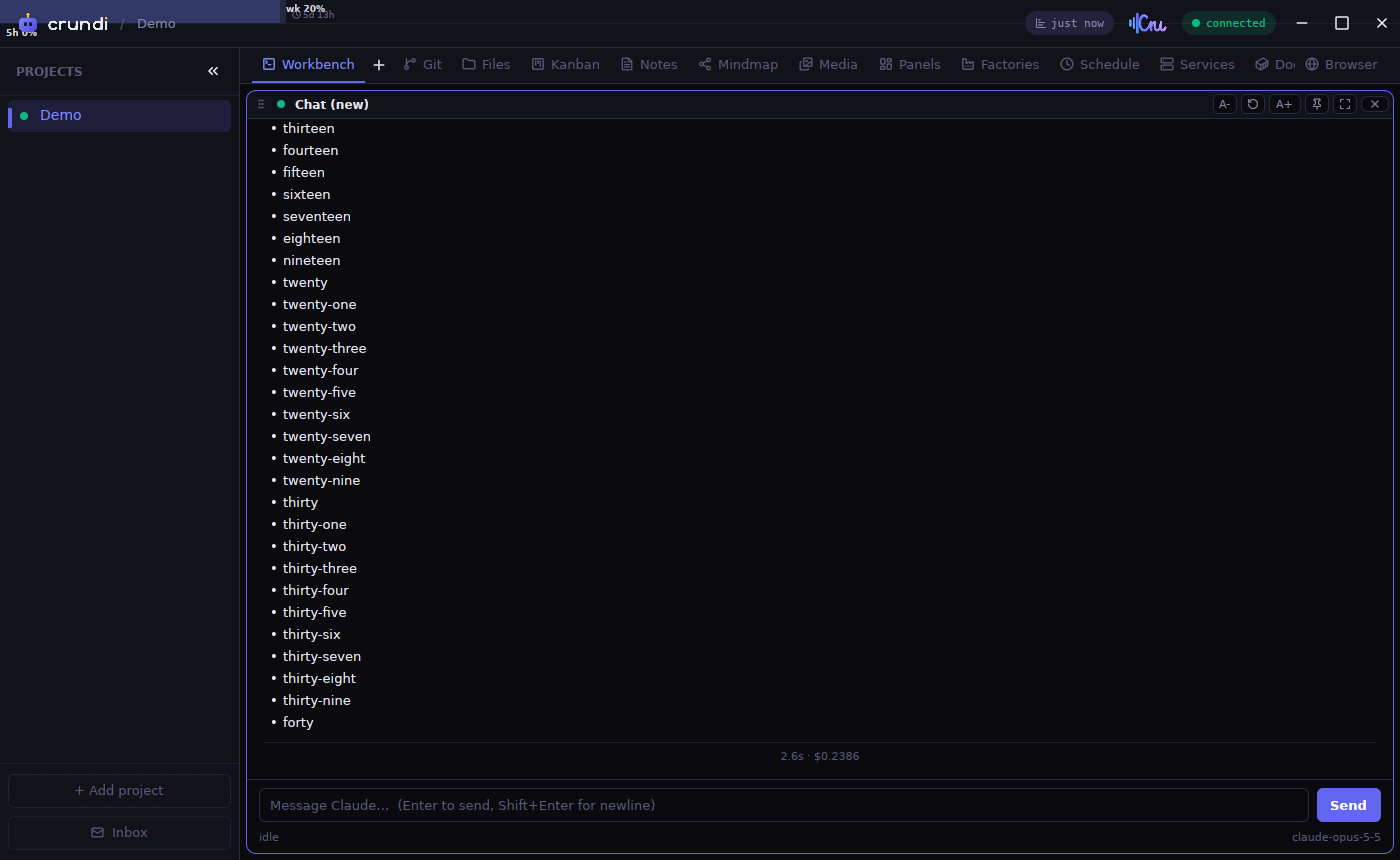 wk 20%
5d 13h
5h 0%
crundi / Demo
just now
Cru
connected
PROJECTS
Demo
+ Add project
Inbox
Workbench
Git
Files
Kanban
Notes
Mindmap
Media
Panels
Factories
Schedule
Services
Do
Browser
Chat (new)
A-
A+
• thirteen
• fourteen
• fifteen
• sixteen
• seventeen
• eighteen
• nineteen
• twenty
• twenty-one
• twenty-two
• twenty-three
• twenty-four
• twenty-five
• twenty-six
• twenty-seven
• twenty-eight
• twenty-nine
• thirty
• thirty-one
• thirty-two
• thirty-three
• thirty-four
• thirty-five
• thirty-six
• thirty-seven
• thirty-eight
• thirty-nine
• forty
2.6s · $0.2386
Message Claude... (Enter to send, Shift+Enter for newline)
Send
idle
claude-opus-5-5